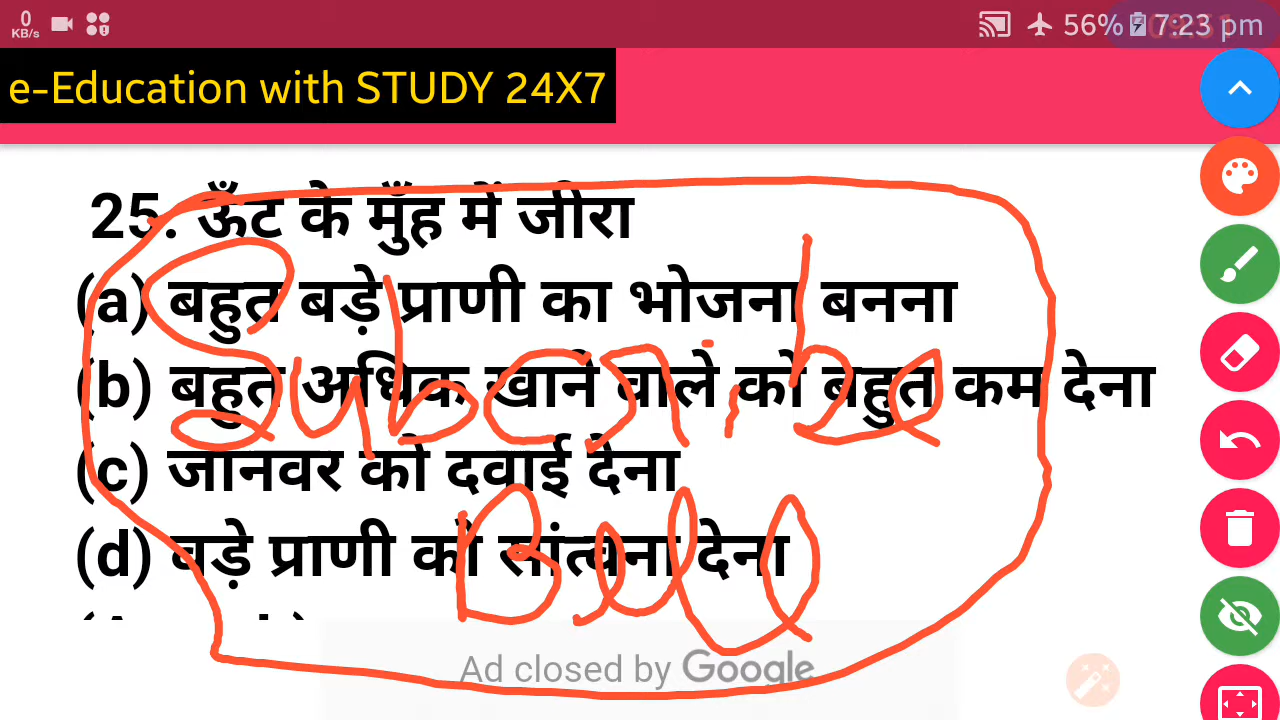 0 KB/s 56% 7:23 pm
e-Education with STUDY 24X7
25. ऊँट के मुँह में जीरा
(a) बहुत बड़े प्राणी का भोजना बनना
(b) बहुत अधिक खाने वाले को बहुत कम देना
Subscribe
(c) जानवर को दवाई देना
(d) बड़े प्राणी को सांत्वना देना
Bell
Ad closed by Google